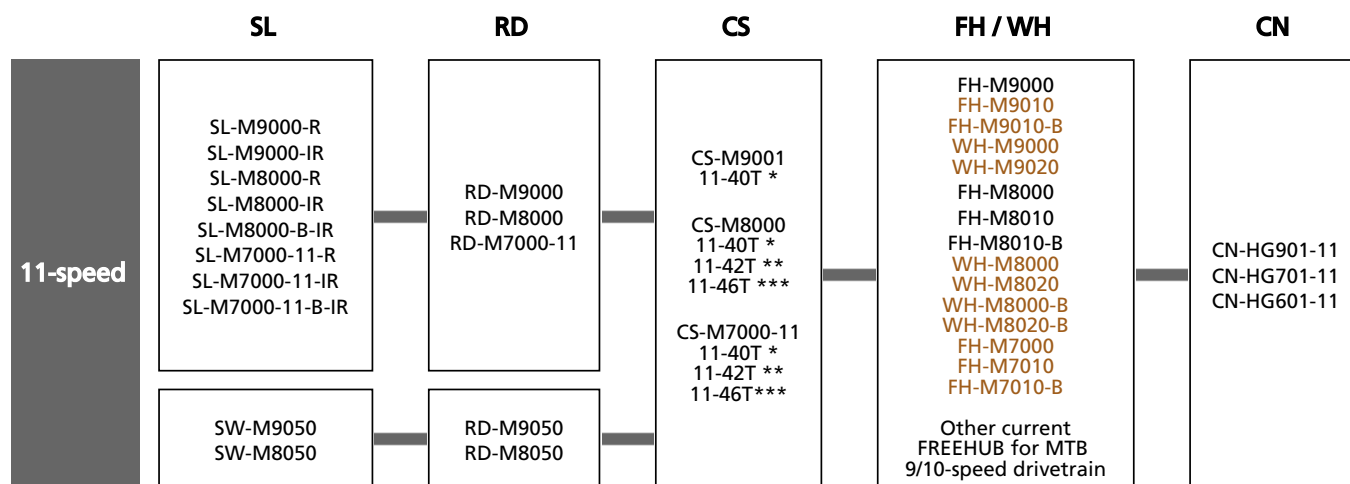 SL
RD
CS
FH / WH
CN
11-speed
SL-M9000-R
SL-M9000-IR
SL-M8000-R
SL-M8000-IR
SL-M8000-B-IR
SL-M7000-11-R
SL-M7000-11-IR
SL-M7000-11-B-IR
SW-M9050
SW-M8050
RD-M9000
RD-M8000
RD-M7000-11
RD-M9050
RD-M8050
CS-M9001
11-40T *
CS-M8000
11-40T *
11-42T **
11-46T ***
CS-M7000-11
11-40T *
11-42T **
11-46T***
FH-M9000
FH-M9010
FH-M9010-B
WH-M9000
WH-M9020
FH-M8000
FH-M8010
FH-M8010-B
WH-M8000
WH-M8020
WH-M8000-B
WH-M8020-B
FH-M7000
FH-M7010
FH-M7010-B
Other current
FREEHUB for MTB
9/10-speed drivetrain
CN-HG901-11
CN-HG701-11
CN-HG601-11